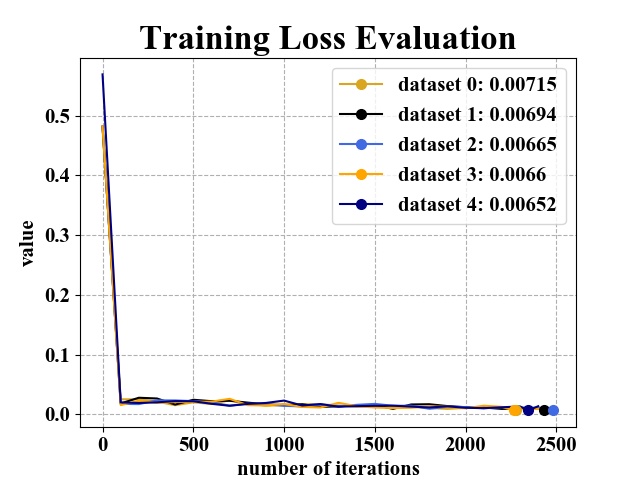 Training Loss Evaluation
dataset 0: 0.00715
dataset 1: 0.00694
dataset 2: 0.00665
dataset 3: 0.0066
dataset 4: 0.00652
value
0.5
0.4
0.3
0.2
0.1
0.0
0 500 1000 1500 2000 2500
number of iterations